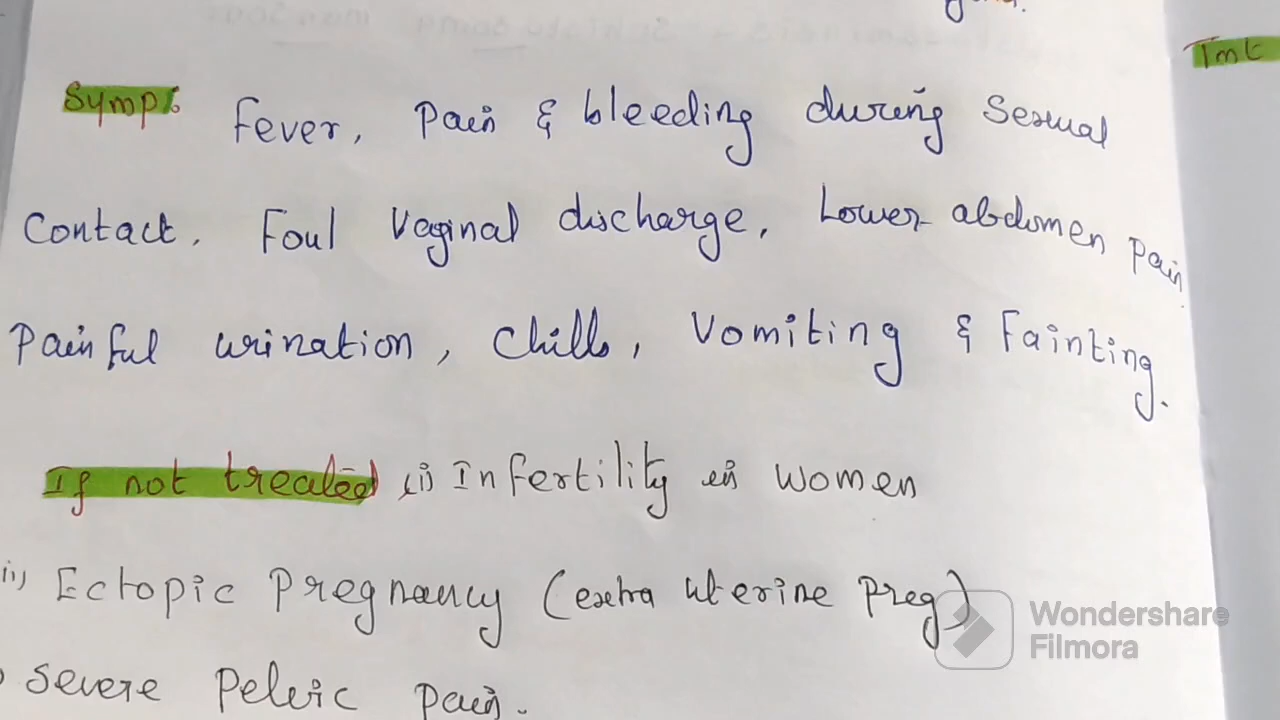 Tmt
Symp:
Fever, Pain & bleeding during Sexual
Contact. Foul Vaginal discharge, Lower abdomen pain
Painful urination, Chills, Vomiting & Fainting.
If not treated i) Infertility in women
ii) Ectopic Pregnancy (extra uterine preg)
Severe Pelvic pain.
Wondershare
Filmora